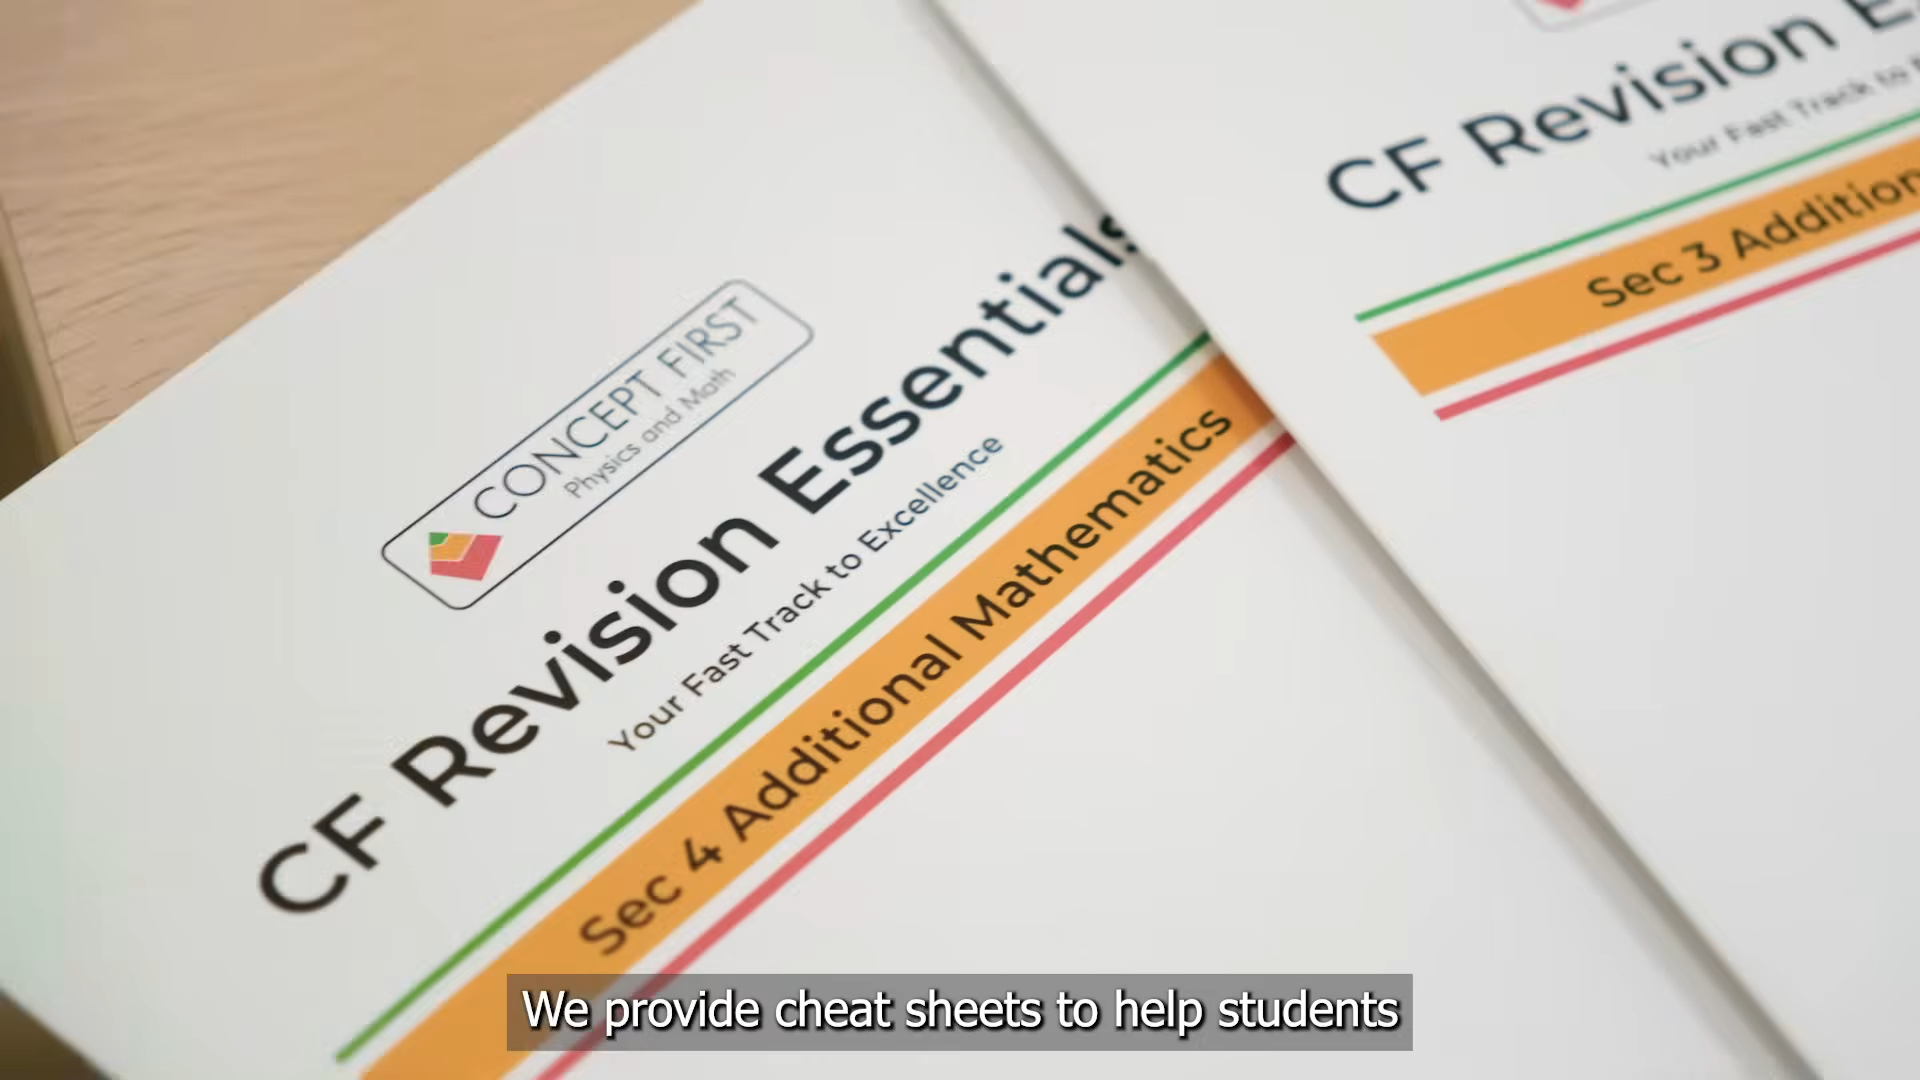 CONCEPT FIRST
Physics and Math
CF Revision Essentials
Your Fast Track to Excellence
Sec 4 Additional Mathematics
CF Revision
Your Fast Track to
Sec 3
We provide cheat sheets to help students